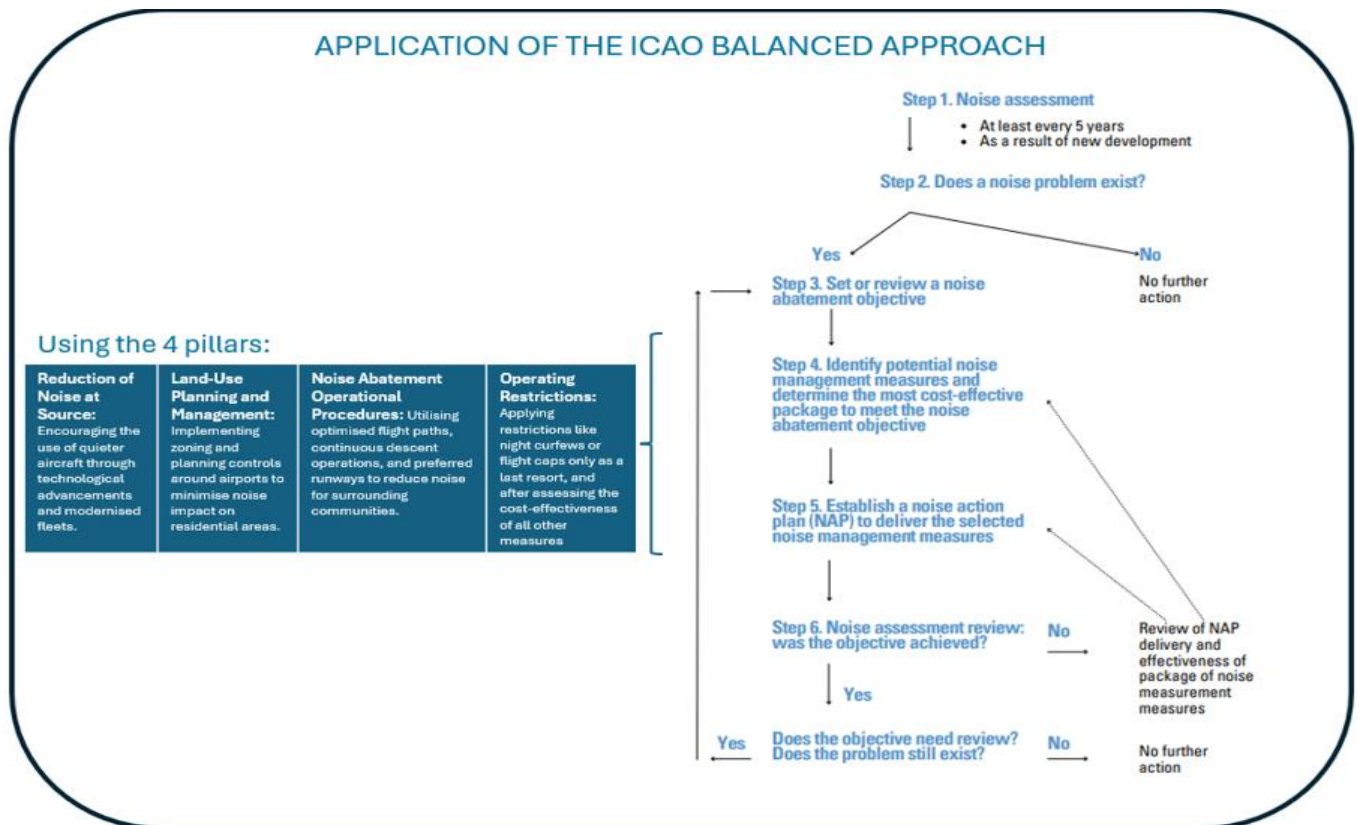 APPLICATION OF THE ICAO BALANCED APPROACH
Step 1. Noise assessment
• At least every 5 years
• As a result of new development
Step 2. Does a noise problem exist?
Yes
No
Step 3. Set or review a noise
abatement objective
No further
action
Using the 4 pillars:
Reduction of
Noise at
Source:
Encouraging the
use of quieter
aircraft through
technological
advancements
and modernised
fleets.
Land-Use
Planning and
Management:
Implementing
zoning and
planning controls
around airports to
minimise noise
impact on
residential areas.
Noise Abatement
Operational
Procedures: Utilising
optimised flight paths,
continuous descent
operations, and preferred
runways to reduce noise
for surrounding
communities.
Operating
Restrictions:
Applying
restrictions like
night curfews or
flight caps only as a
last resort, and
after assessing the
cost-effectiveness
of all other
measures
Step 4. Identify potential noise
management measures and
determine the most cost-effective
package to meet the noise
abatement objective
Step 5. Establish a noise action
plan (NAP) to deliver the selected
noise management measures
Step 6. Noise assessment review:
was the objective achieved?
No
Review of NAP
delivery and
effectiveness of
package of noise
measurement
measures
Yes
Yes
Does the objective need review?
Does the problem still exist?
No
No further
action